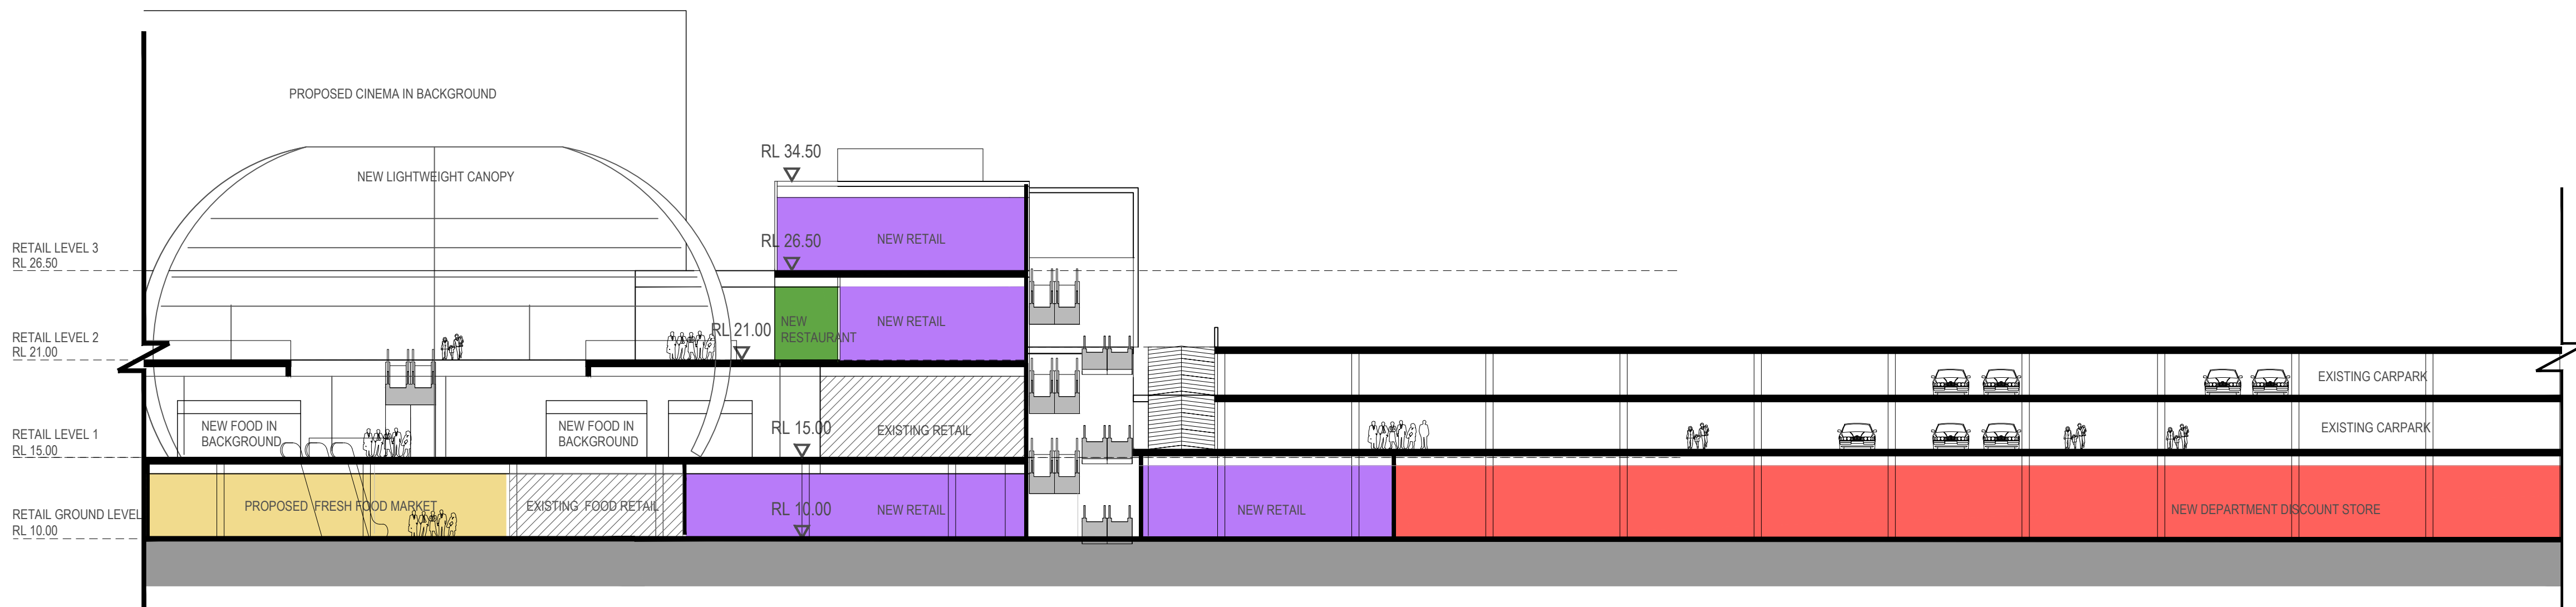 PROPOSED CINEMA IN BACKGROUND
RL 34.50
NEW LIGHTWEIGHT CANOPY
RETAIL LEVEL 3
RL 26.50
RL 26.50
NEW RETAIL
RETAIL LEVEL 2
RL 21.00
RL 21.00
NEW
RESTAURANT
NEW RETAIL
EXISTING CARPARK
RETAIL LEVEL 1
RL 15.00
NEW FOOD IN
BACKGROUND
NEW FOOD IN
BACKGROUND
RL 15.00
EXISTING RETAIL
EXISTING CARPARK
RETAIL GROUND LEVEL
RL 10.00
PROPOSED FRESH FOOD MARKET
EXISTING FOOD RETAIL
RL 10.00
NEW RETAIL
NEW RETAIL
NEW DEPARTMENT DISCOUNT STORE